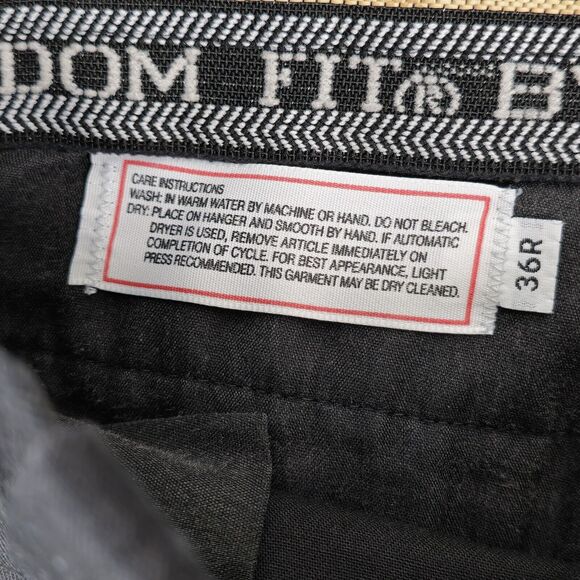 DOM FIT® B
CARE INSTRUCTIONS
WASH: IN WARM WATER BY MACHINE OR HAND. DO NOT BLEACH.
DRY: PLACE ON HANGER AND SMOOTH BY HAND. IF AUTOMATIC
DRYER IS USED, REMOVE ARTICLE IMMEDIATELY ON
COMPLETION OF CYCLE. FOR BEST APPEARANCE, LIGHT
PRESS RECOMMENDED. THIS GARMENT MAY BE DRY CLEANED.
36R